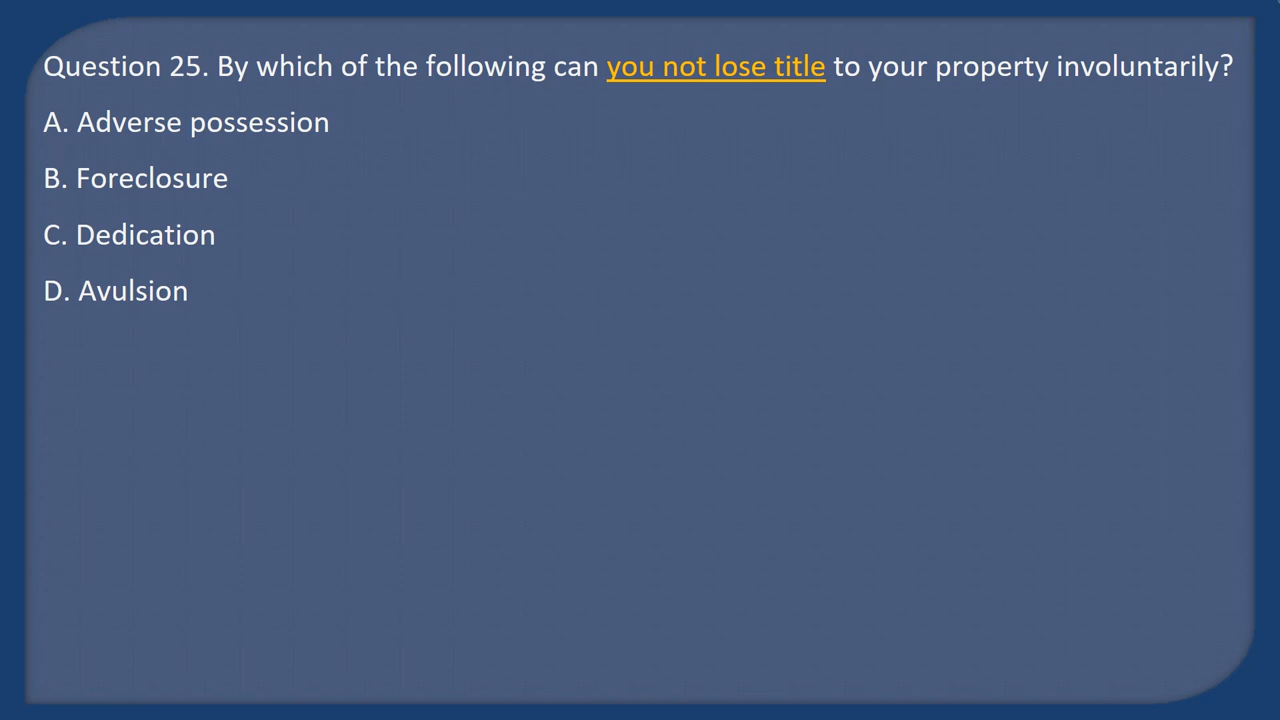 Question 25. By which of the following can you not lose title to your property involuntarily?
A. Adverse possession
B. Foreclosure
C. Dedication
D. Avulsion